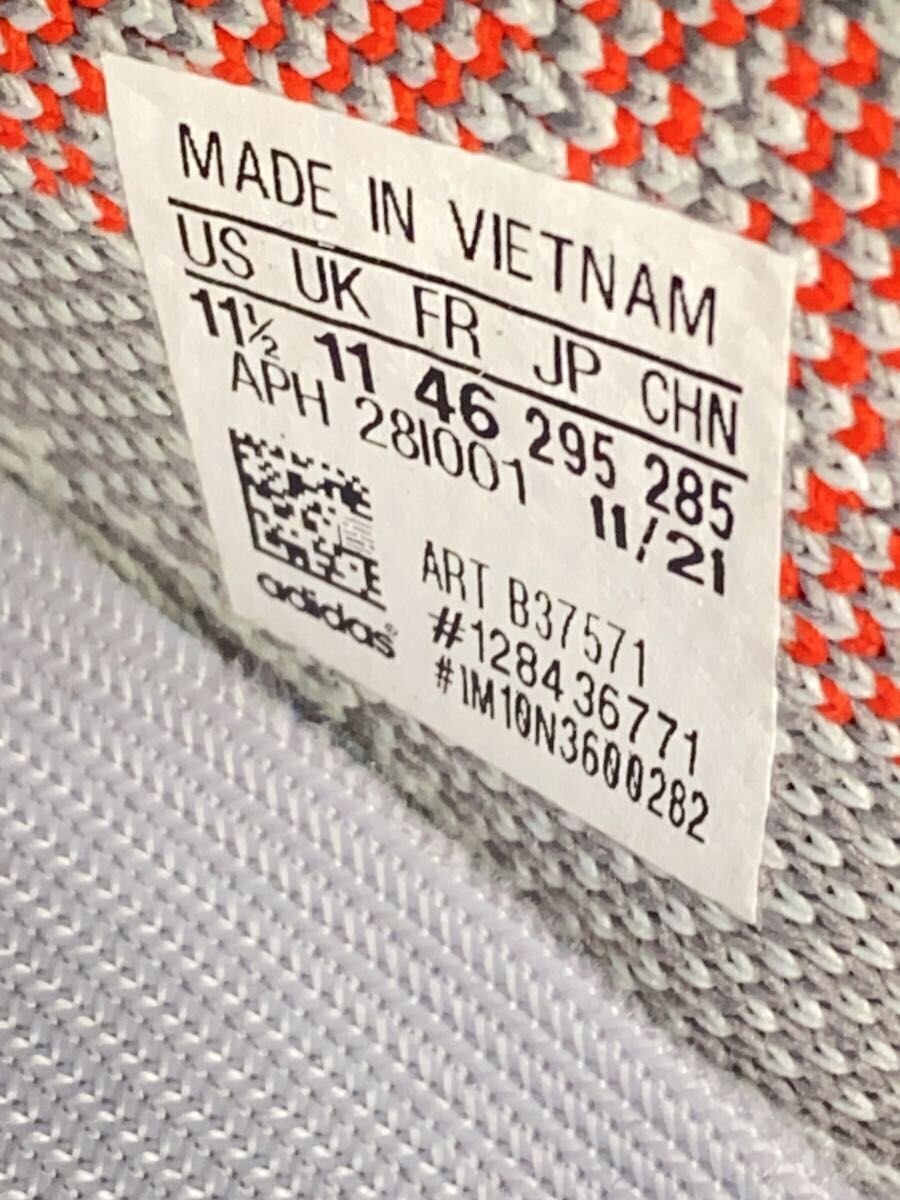 MADE IN VIETNAM
US UK FR JP CHN
11½ 11 46 295 285
APH 28I001 11/21
ART B37571
#128436771
#1M10N3600282
adidas